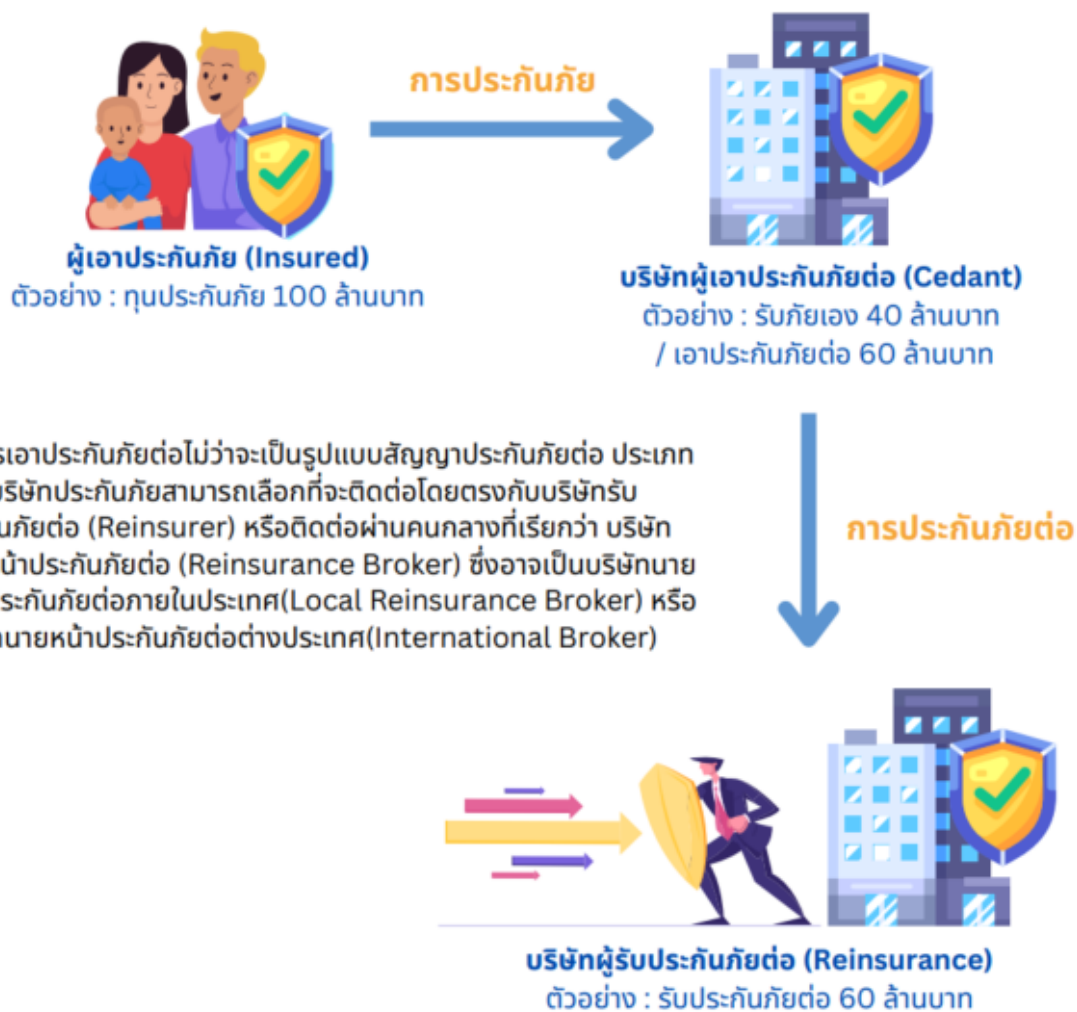 การประกันภัย
ผู้เอาประกันภัย (Insured)
ตัวอย่าง : ทุนประกันภัย 100 ล้านบาท
บริษัทผู้เอาประกันภัยต่อ (Cedant)
ตัวอย่าง : รับภัยเอง 40 ล้านบาท
/ เอาประกันภัยต่อ 60 ล้านบาท
รเอาประกันภัยต่อไม่ว่าจะเป็นรูปแบบสัญญาประกันภัยต่อ ประเภท
บริษัทประกันภัยสามารถเลือกที่จะติดต่อโดยตรงกับบริษัทรับ
นภัยต่อ (Reinsurer) หรือติดต่อผ่านคนกลางที่เรียกว่า บริษัท
หน้าประกันภัยต่อ (Reinsurance Broker) ซึ่งอาจเป็นบริษัทนาย
ประกันภัยต่อภายในประเทศ(Local Reinsurance Broker) หรือ
นายหน้าประกันภัยต่อต่างประเทศ(International Broker)
การประกันภัยต่อ
บริษัทผู้รับประกันภัยต่อ (Reinsurance)
ตัวอย่าง : รับประกันภัยต่อ 60 ล้านบาท